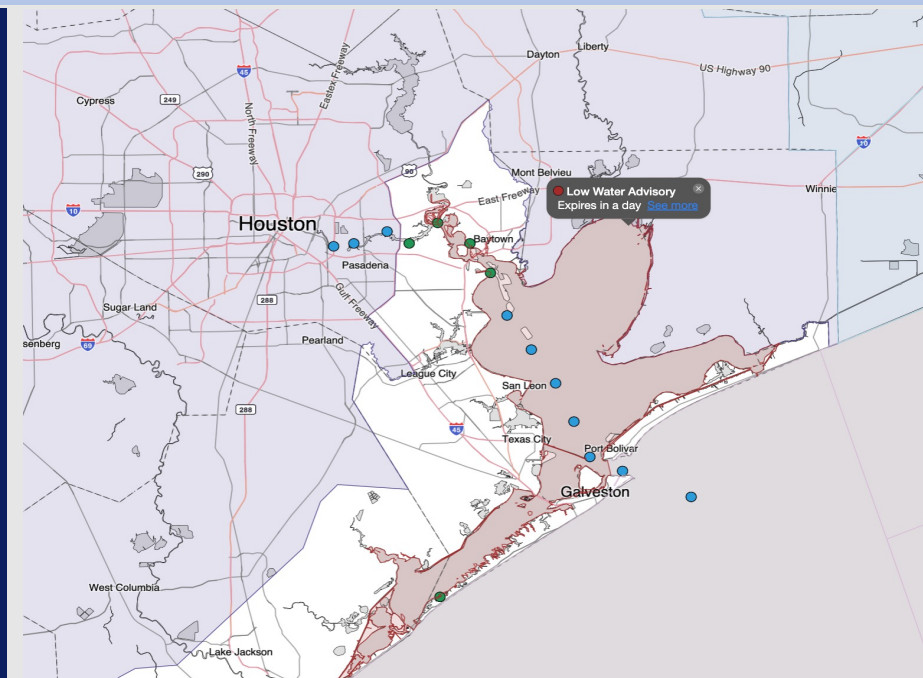 Dayton
Liberty
US Highway 90
45
Eastex Freeway
North Freeway
Cypress
249
290
90
Mont Belvieu
Low Water Advisory
Expires in a day See more
10
Winnie
10
East Freeway
Houston
Baytown
Pasadena
288
Gulf Freeway
Sugar Land
senberg
69
Pearland
League City
San Leon
288
45
Texas City
Port Bolivar
Galveston
West Columbia
Lake Jackson